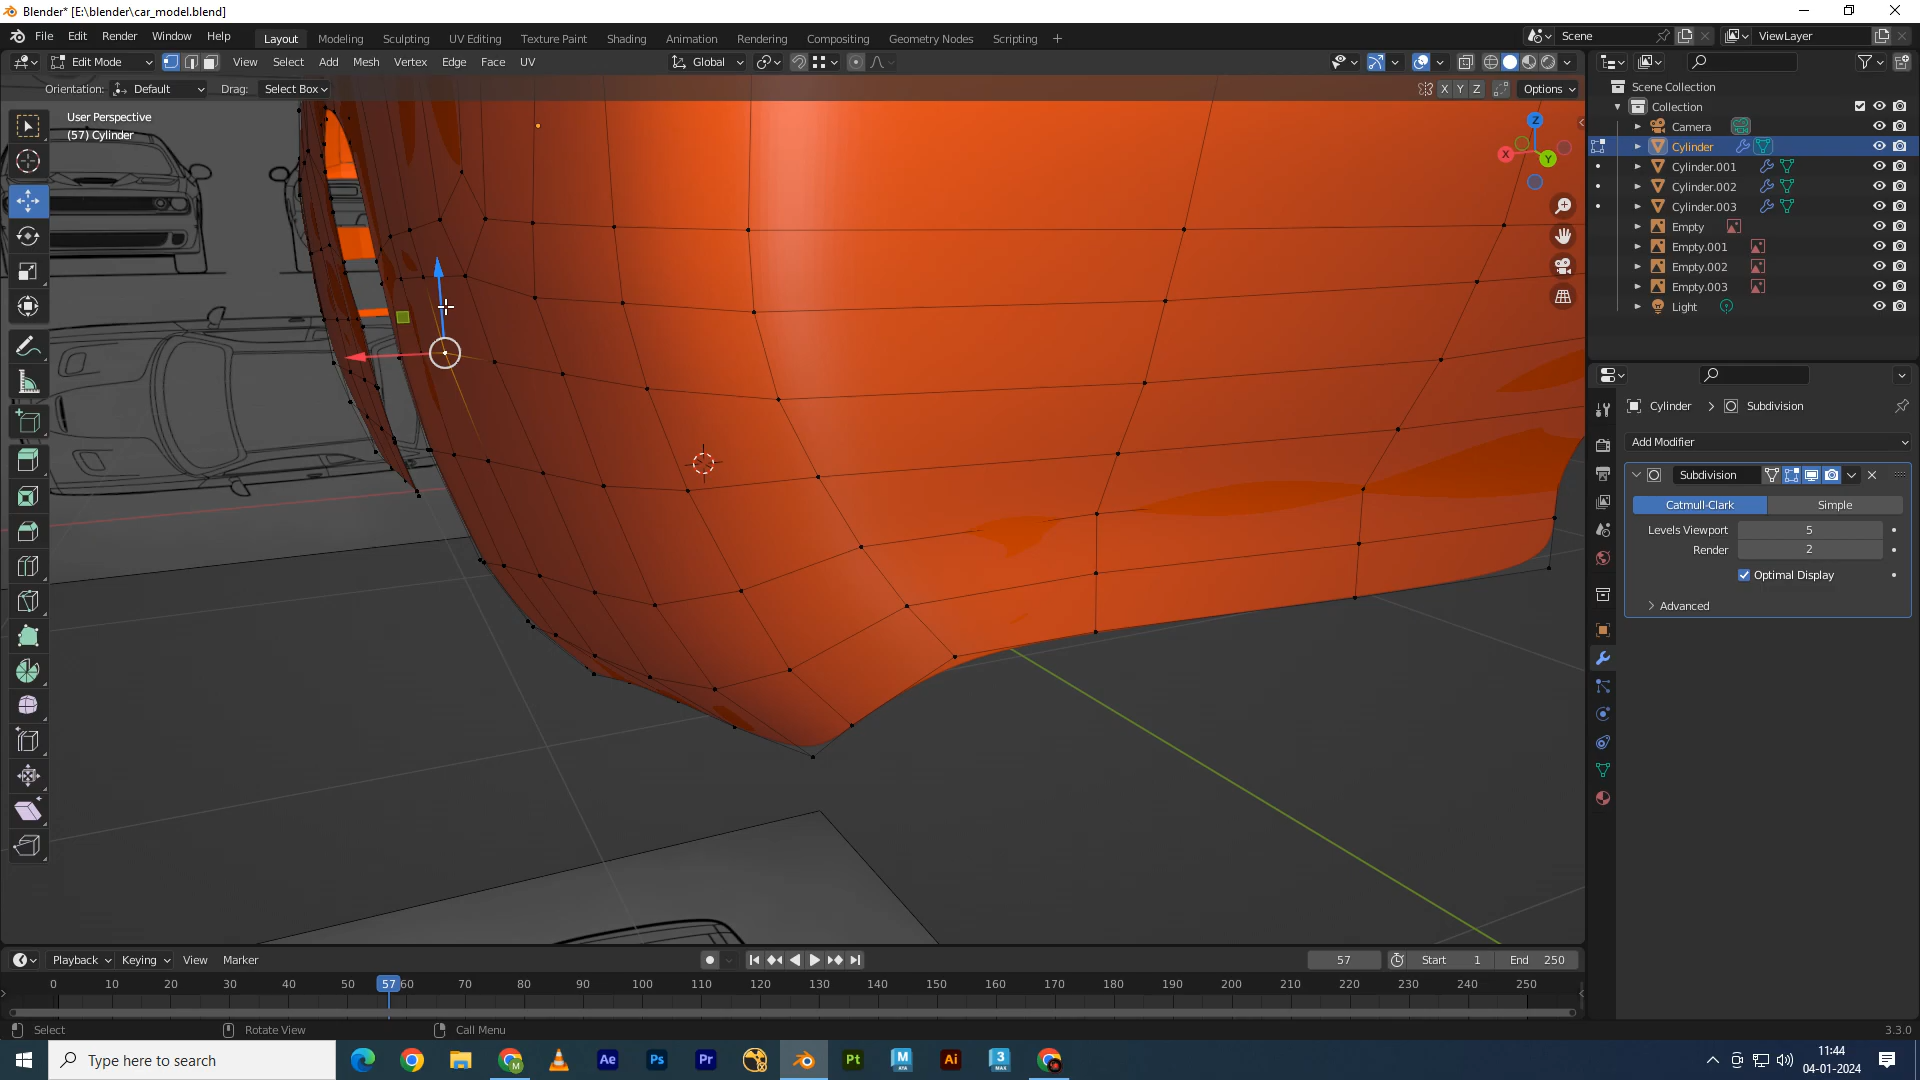 Blender* [E:\blender\car_model.blend]
File Edit Render Window Help
Layout Modeling Sculpting UV Editing Texture Paint Shading Animation Rendering Compositing Geometry Nodes Scripting +
Scene
ViewLayer
Edit Mode
View Select Add Mesh Vertex Edge Face UV
Global
Orientation: Default Drag: Select Box
X Y Z
Options
User Perspective
(57) Cylinder
Z
X
Y
Scene Collection
Collection
Camera
Cylinder
Cylinder.001
Cylinder.002
Cylinder.003
Empty
Empty.001
Empty.002
Empty.003
Light
Cylinder > Subdivision
Add Modifier
Subdivision
Catmull-Clark Simple
Levels Viewport 5
Render 2
Optimal Display
Advanced
Playback Keying View Marker
57
Start 1
End 250
0 10 20 30 40 50 57 60 70 80 90 100 110 120 130 140 150 160 170 180 190 200 210 220 230 240 250
Select
Rotate View
Call Menu
3.3.0
Type here to search
M
Ae
Ps
Pr
Pt
M
Ai
3
MAX
11:44
04-01-2024